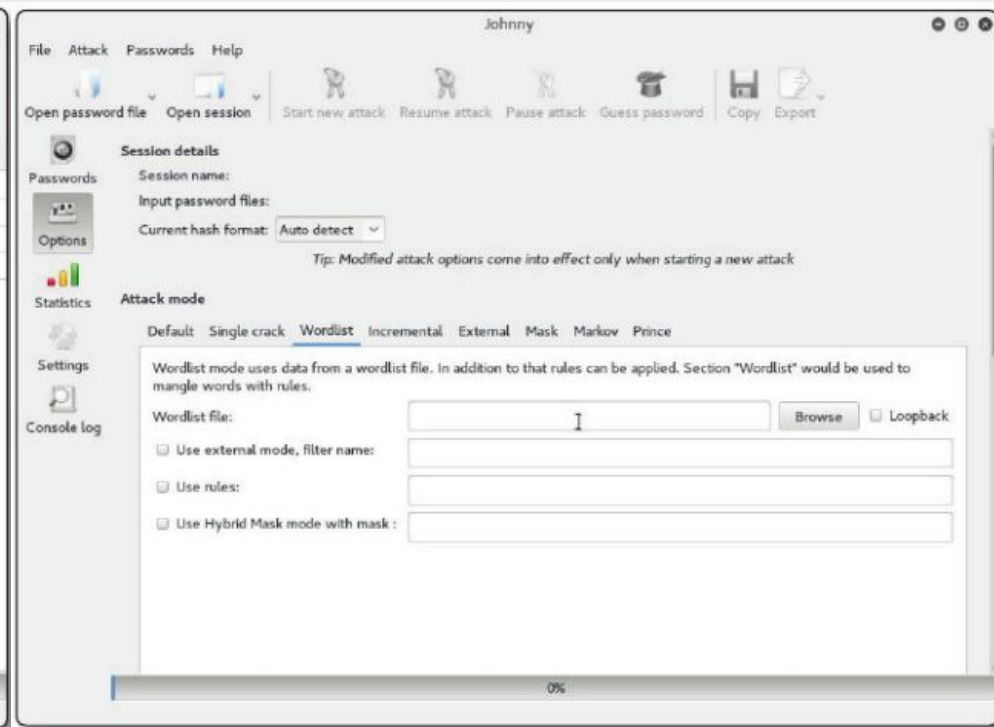 Johnny
File Attack Passwords Help
Open password file Open session Start new attack Resume attack Pause attack Guess password Copy Export
Passwords
Options
Statistics
Settings
Console log
Session details
Session name:
Input password files:
Current hash format: Auto detect
Tip: Modified attack options come into effect only when starting a new attack
Attack mode
Default Single crack Wordlist Incremental External Mask Markov Prince
Wordlist mode uses data from a wordlist file. In addition to that rules can be applied. Section "Wordlist" would be used to
mangle words with rules.
Wordlist file: Browse Loopback
Use external mode, filter name:
Use rules:
Use Hybrid Mask mode with mask :
0%